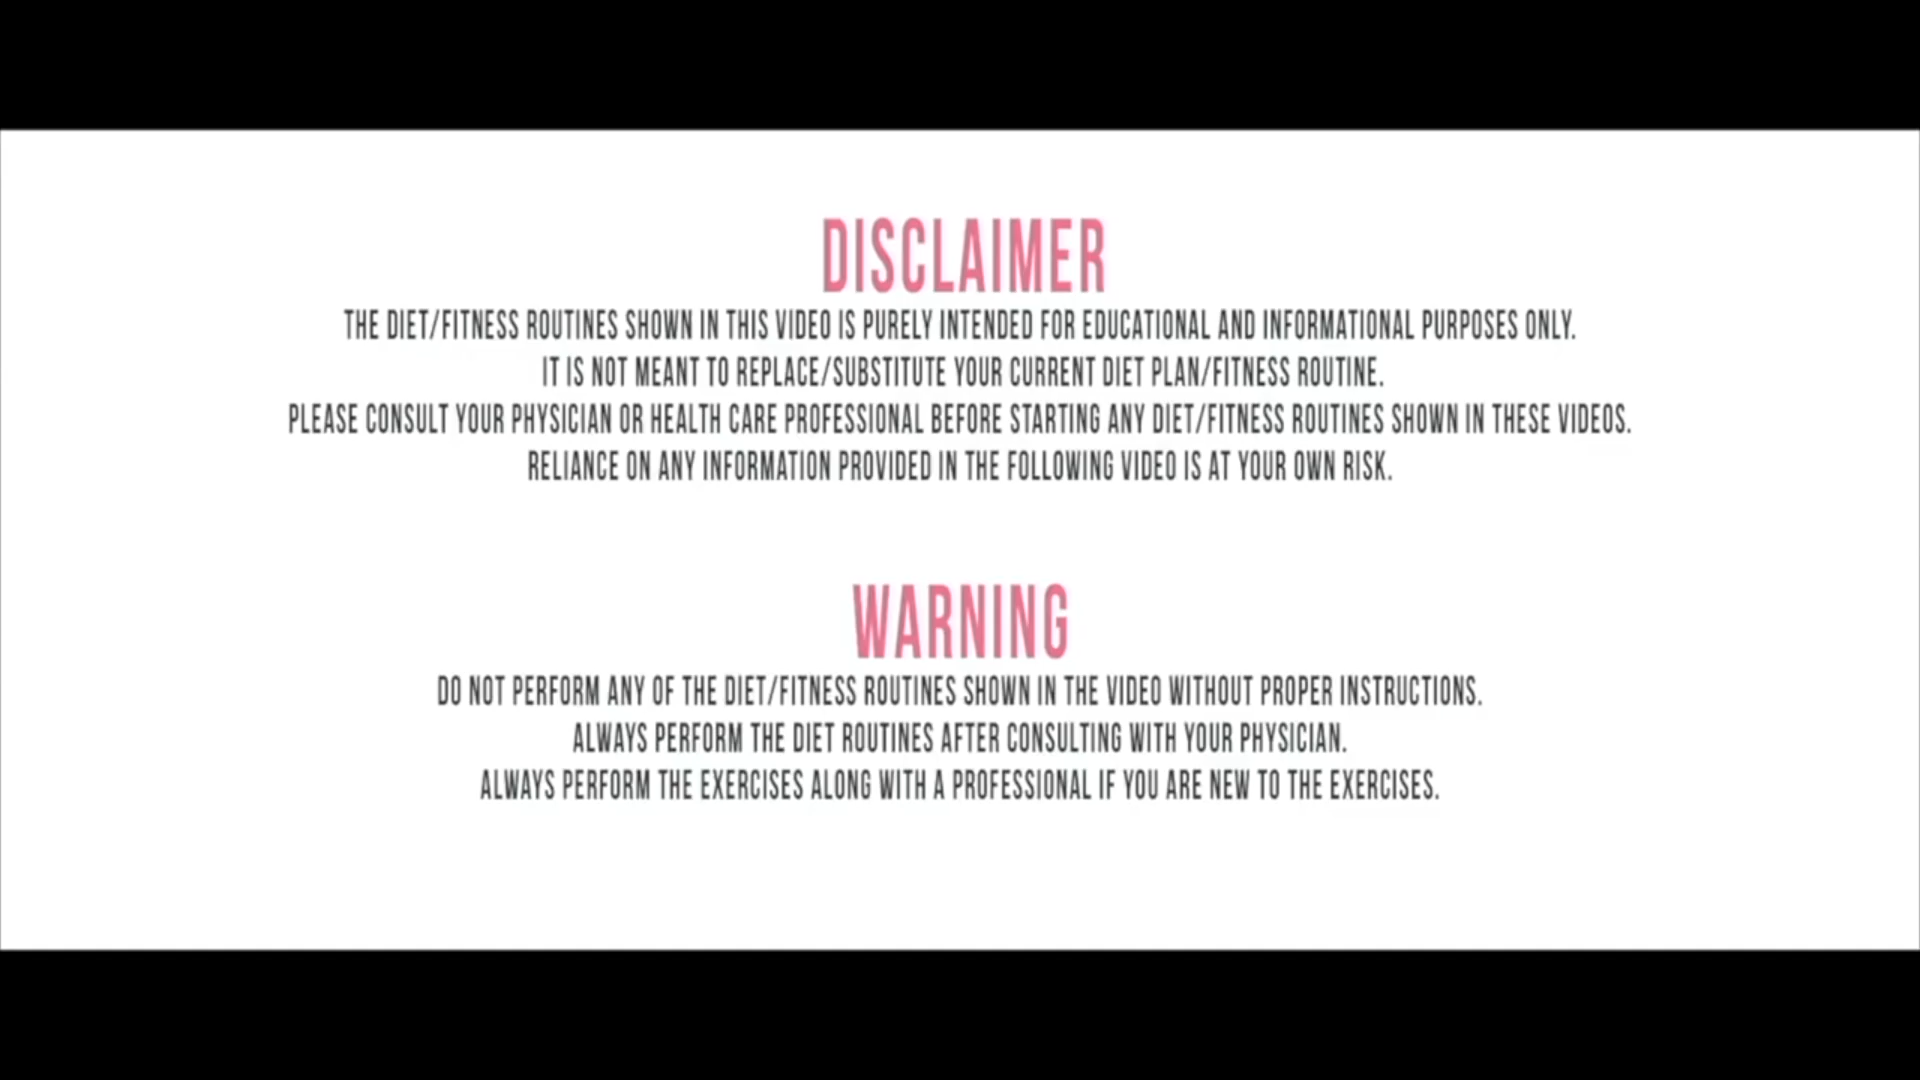 DISCLAIMER
THE DIET/FITNESS ROUTINES SHOWN IN THIS VIDEO IS PURELY INTENDED FOR EDUCATIONAL AND INFORMATIONAL PURPOSES ONLY.
IT IS NOT MEANT TO REPLACE/SUBSTITUTE YOUR CURRENT DIET PLAN/FITNESS ROUTINE.
PLEASE CONSULT YOUR PHYSICIAN OR HEALTH CARE PROFESSIONAL BEFORE STARTING ANY DIET/FITNESS ROUTINES SHOWN IN THESE VIDEOS.
RELIANCE ON ANY INFORMATION PROVIDED IN THE FOLLOWING VIDEO IS AT YOUR OWN RISK.
WARNING
DO NOT PERFORM ANY OF THE DIET/FITNESS ROUTINES SHOWN IN THE VIDEO WITHOUT PROPER INSTRUCTIONS.
ALWAYS PERFORM THE DIET ROUTINES AFTER CONSULTING WITH YOUR PHYSICIAN.
ALWAYS PERFORM THE EXERCISES ALONG WITH A PROFESSIONAL IF YOU ARE NEW TO THE EXERCISES.